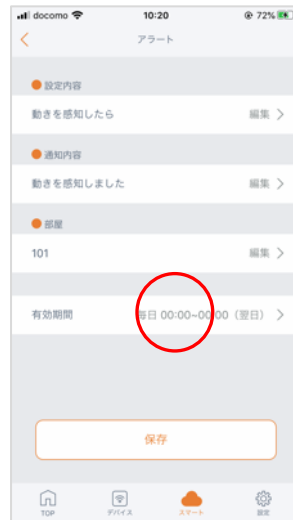 docomo 10:20 72%
アラート
設定内容
動きを感知したら 編集
通知内容
動きを感知しました 編集
部屋
101 編集
有効期間 毎日 00:00~00:00（翌日）
保存
TOP デバイス スマート 設定